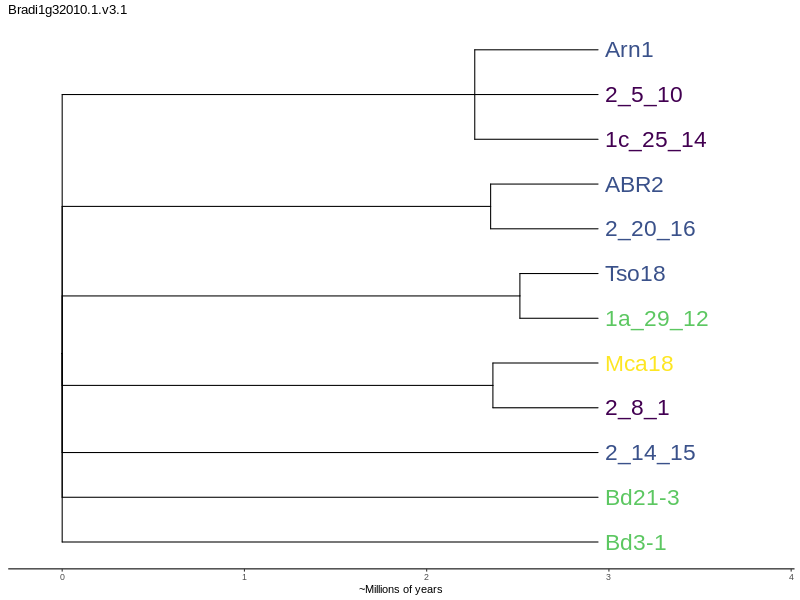 Bradi1g32010.1.v3.1
Arn1
2_5_10
1c_25_14
ABR2
2_20_16
Tso18
1a_29_12
Mca18
2_8_1
2_14_15
Bd21-3
Bd3-1
0 1 2 3 4
~Millions of years